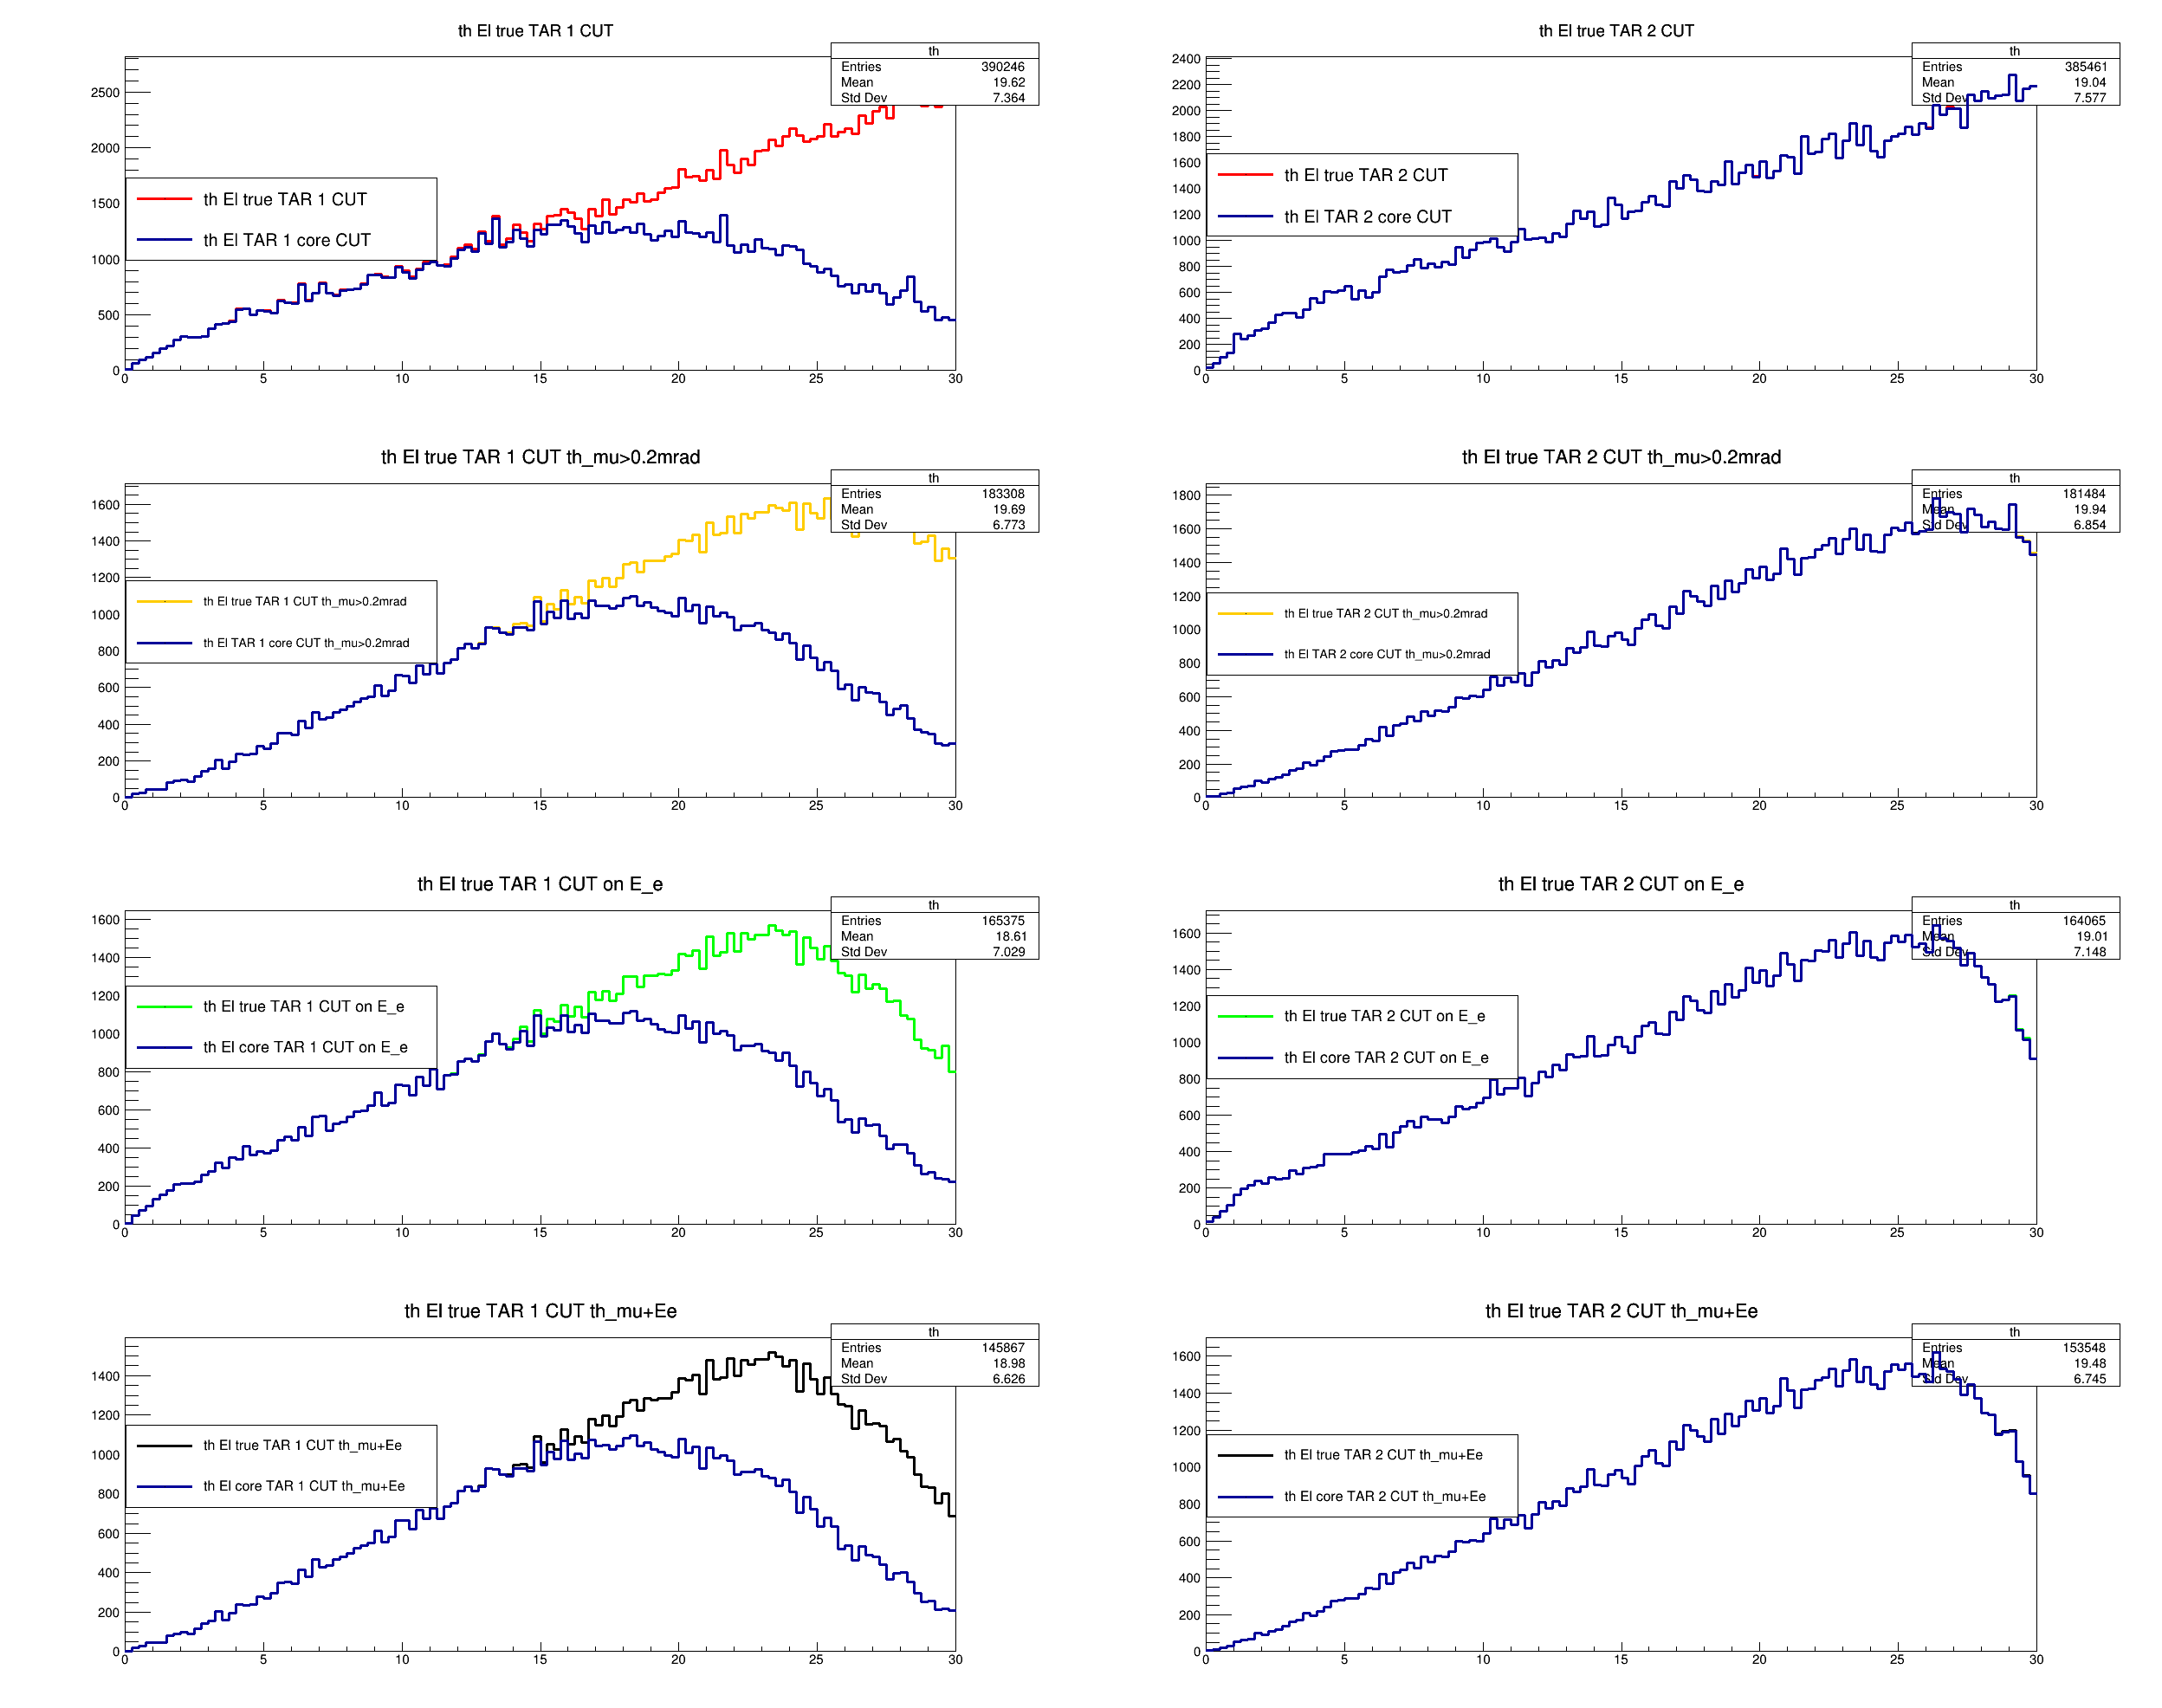 th El true TAR 1 CUT
th
Entries 390246
Mean 19.62
Std Dev 7.364
2500
2000
1500
1000
500
0
th El true TAR 1 CUT
th El TAR 1 core CUT
0 5 10 15 20 25 30
th El true TAR 2 CUT
th
Entries 385461
Mean 19.04
Std Dev 7.577
2400
2200
2000
1800
1600
1400
1200
1000
800
600
400
200
0
th El true TAR 2 CUT
th El TAR 2 core CUT
0 5 10 15 20 25 30
th El true TAR 1 CUT th_mu>0.2mrad
th
Entries 183308
Mean 19.69
Std Dev 6.773
1600
1400
1200
1000
800
600
400
200
0
th El true TAR 1 CUT th_mu>0.2mrad
th El TAR 1 core CUT th_mu>0.2mrad
0 5 10 15 20 25 30
th El true TAR 2 CUT th_mu>0.2mrad
th
Entries 181484
Mean 19.94
Std Dev 6.854
1800
1600
1400
1200
1000
800
600
400
200
0
th El true TAR 2 CUT th_mu>0.2mrad
th El TAR 2 core CUT th_mu>0.2mrad
0 5 10 15 20 25 30
th El true TAR 1 CUT on E_e
th
Entries 165375
Mean 18.61
Std Dev 7.029
1600
1400
1200
1000
800
600
400
200
0
th El true TAR 1 CUT on E_e
th El core TAR 1 CUT on E_e
0 5 10 15 20 25 30
th El true TAR 2 CUT on E_e
th
Entries 164065
Mean 19.01
Std Dev 7.148
1600
1400
1200
1000
800
600
400
200
0
th El true TAR 2 CUT on E_e
th El core TAR 2 CUT on E_e
0 5 10 15 20 25 30
th El true TAR 1 CUT th_mu+Ee
th
Entries 145867
Mean 18.98
Std Dev 6.626
1400
1200
1000
800
600
400
200
0
th El true TAR 1 CUT th_mu+Ee
th El core TAR 1 CUT th_mu+Ee
0 5 10 15 20 25 30
th El true TAR 2 CUT th_mu+Ee
th
Entries 153548
Mean 19.48
Std Dev 6.745
1600
1400
1200
1000
800
600
400
200
0
th El true TAR 2 CUT th_mu+Ee
th El core TAR 2 CUT th_mu+Ee
0 5 10 15 20 25 30